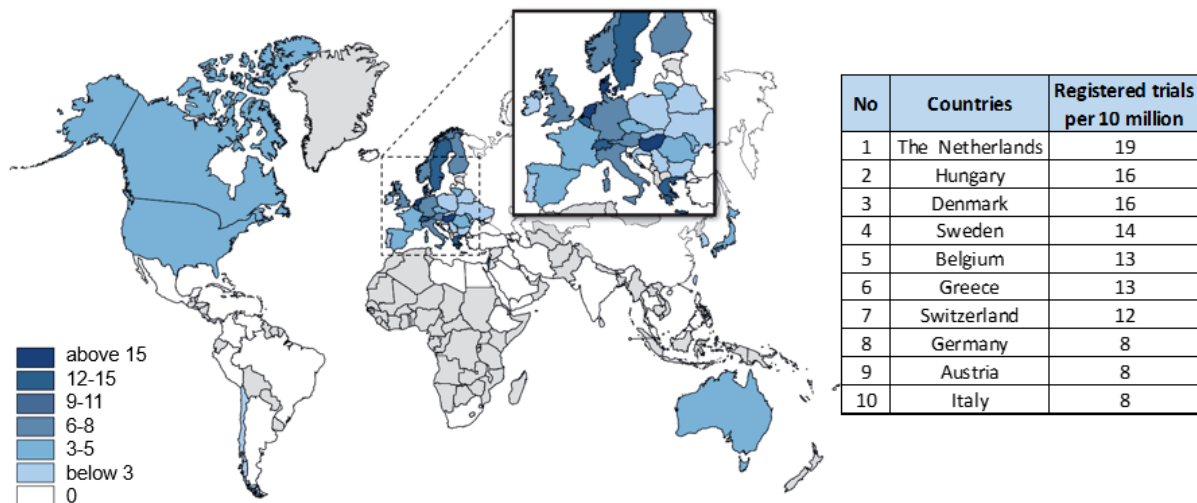 above 15
12-15
9-11
6-8
3-5
below 3
0
No Countries Registered trials per 10 million
1 The Netherlands 19
2 Hungary 16
3 Denmark 16
4 Sweden 14
5 Belgium 13
6 Greece 13
7 Switzerland 12
8 Germany 8
9 Austria 8
10 Italy 8